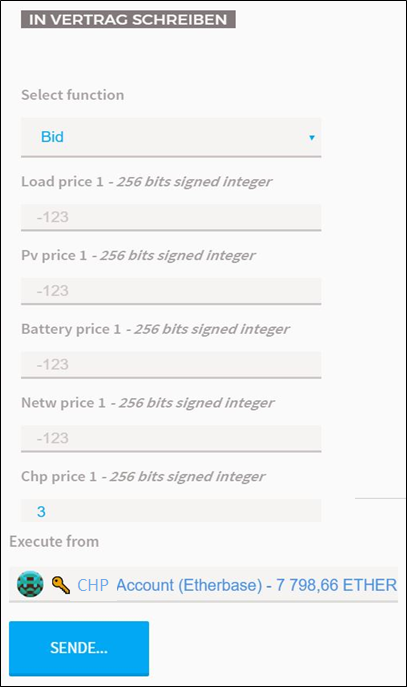 IN VERTRAG SCHREIBEN
Select function
Bid
Load price 1 - 256 bits signed integer
-123
Pv price 1 - 256 bits signed integer
-123
Battery price 1 - 256 bits signed integer
-123
Netw price 1 - 256 bits signed integer
-123
Chp price 1 - 256 bits signed integer
3
Execute from
CHP Account (Etherbase) - 7 798,66 ETHER
SENDE...